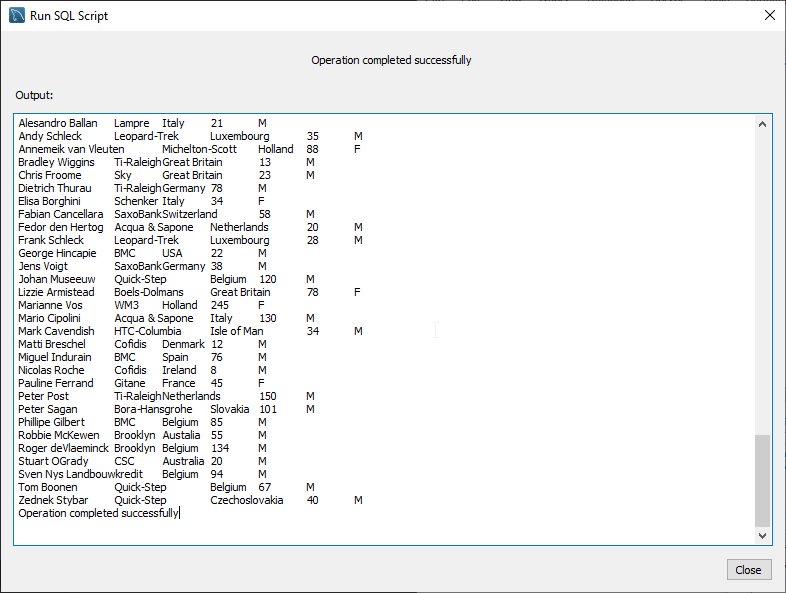 Run SQL Script
Operation completed successfully
Output:
Alesandro Ballan Lampre Italy 21 M
Andy Schleck Leopard-Trek Luxembourg 35 M
Annemeik van Vleuten Michelton-Scott Holland 88 F
Bradley Wiggins Ti-Raleigh Great Britain 13 M
Chris Froome Sky Great Britain 23 M
Dietrich Thurau Ti-Raleigh Germany 78 M
Elisa Borghini Schenker Italy 34 F
Fabian Cancellara SaxoBank Switzerland 58 M
Fedor den Hertog Acqua & Sapone Netherlands 20 M
Frank Schleck Leopard-Trek Luxembourg 28 M
George Hincapie BMC USA 22 M
Jens Voigt SaxoBank Germany 38 M
Johan Museeuw Quick-Step Belgium 120 M
Lizzie Armistead Boels-Dolmans Great Britain 78 F
Marianne Vos WM3 Holland 245 F
Mario Cipolini Acqua & Sapone Italy 130 M
Mark Cavendish HTC-Columbia Isle of Man 34 M
Matti Breschel Cofidis Denmark 12 M
Miguel Indurain BMC Spain 76 M
Nicolas Roche Cofidis Ireland 8 M
Pauline Ferrand Gitane France 45 F
Peter Post Ti-Raleigh Netherlands 150 M
Peter Sagan Bora-Hansgrohe Slovakia 101 M
Phillipe Gilbert BMC Belgium 85 M
Robbie McKewen Brooklyn Austalia 55 M
Roger deVlaeminck Brooklyn Belgium 134 M
Stuart OGrady CSC Australia 20 M
Sven Nys Landbouwkredit Belgium 94 M
Tom Boonen Quick-Step Belgium 67 M
Zednek Stybar Quick-Step Czechoslovakia 40 M
Operation completed successfully
Close